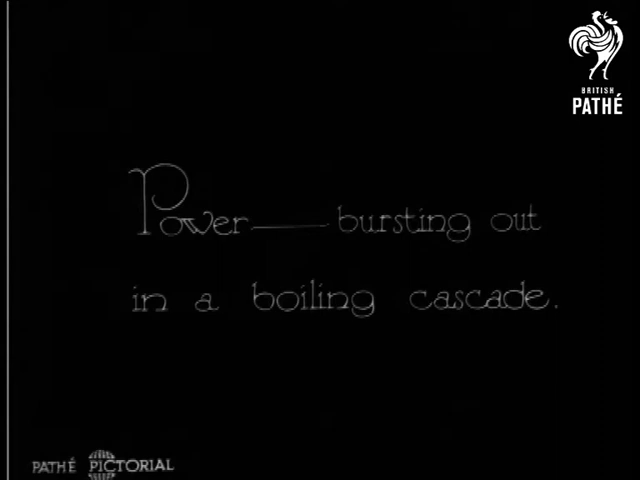 BRITISH
PATHÉ
Power — bursting out
in a boiling cascade.
PATHÉ PICTORIAL